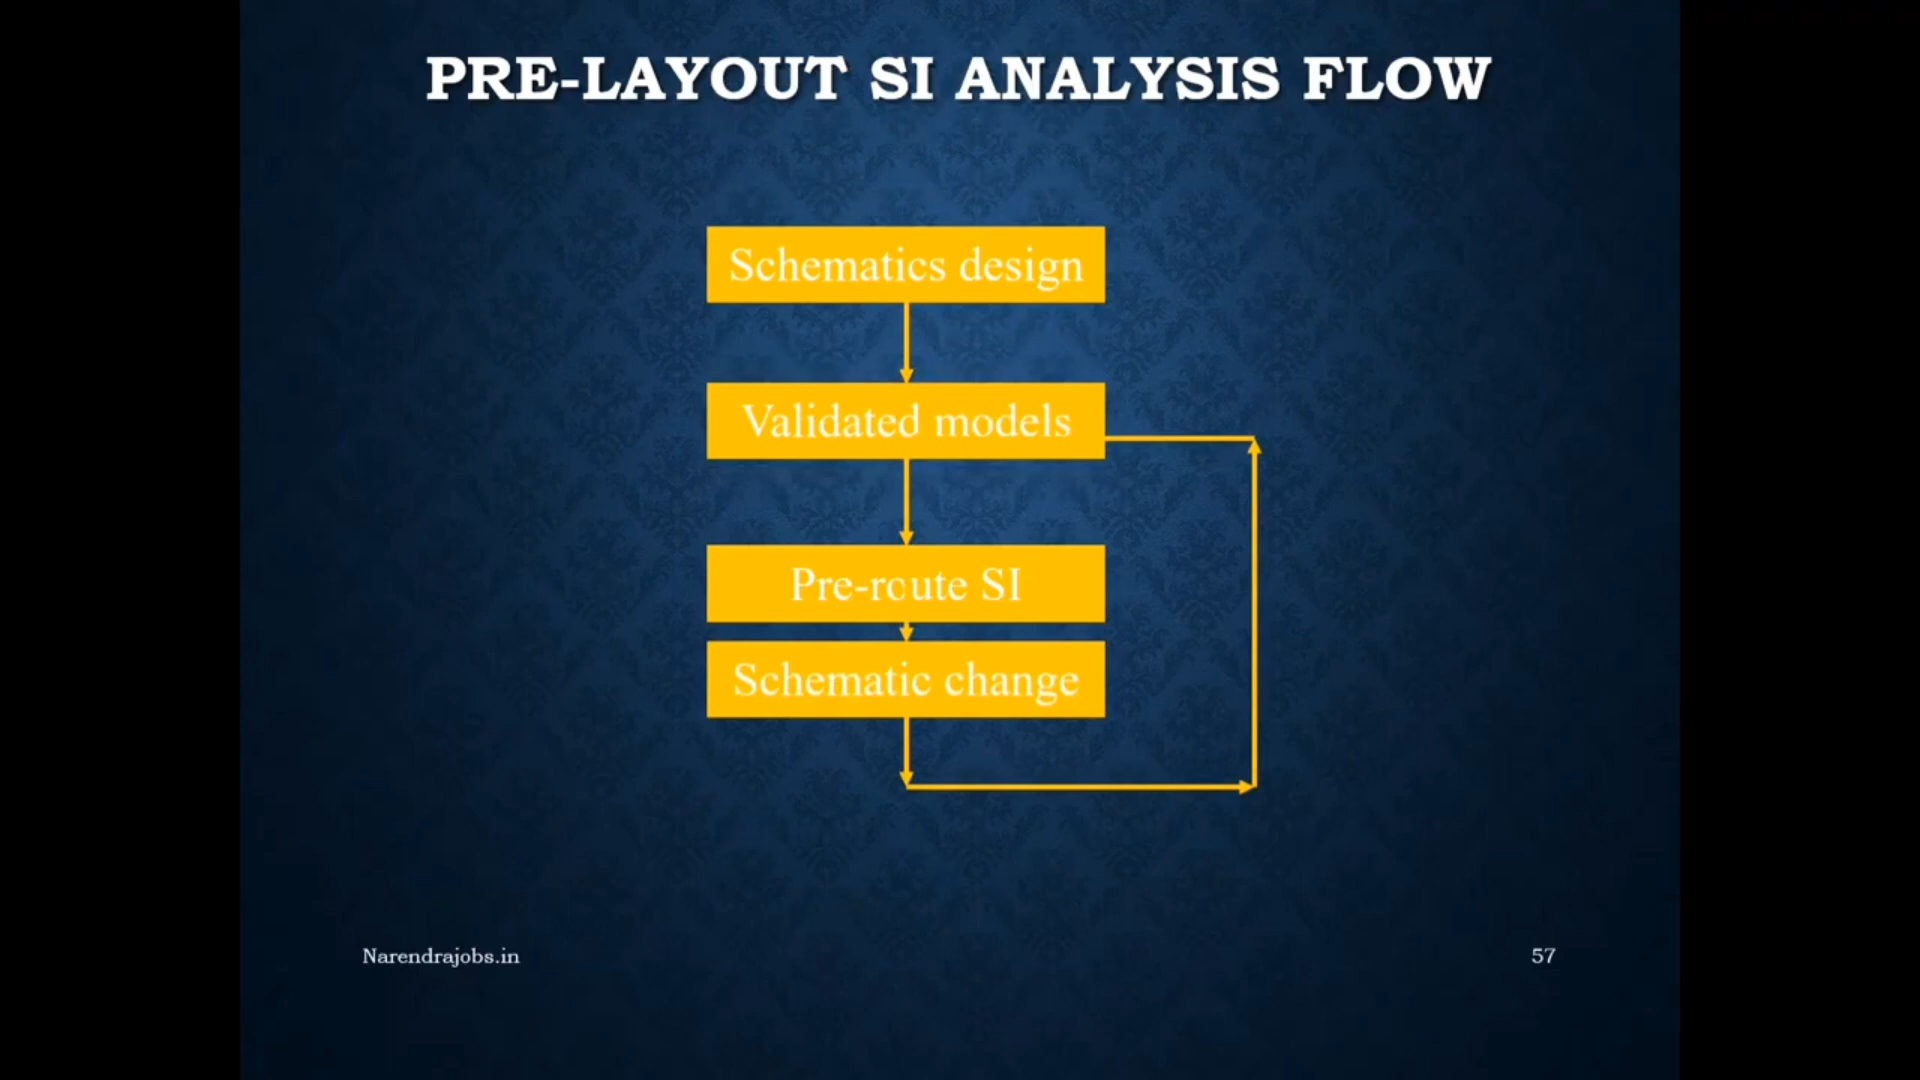 PRE-LAYOUT SI ANALYSIS FLOW
Schematics design
Validated models
Pre-route SI
Schematic change
Narendrajobs.in
57